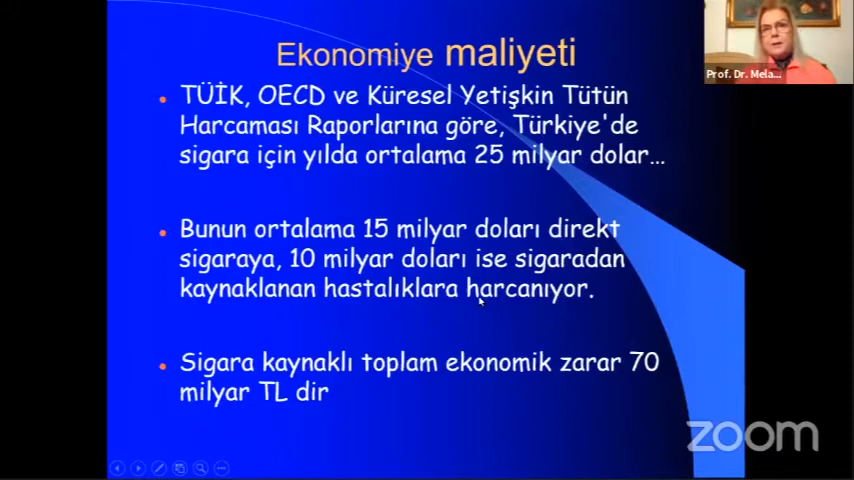 Ekonomiye maliyeti
Prof. Dr. Mela...
• TÜİK, OECD ve Küresel Yetişkin Tütün
Harcaması Raporlarına göre, Türkiye'de
sigara için yılda ortalama 25 milyar dolar...
• Bunun ortalama 15 milyar doları direkt
sigaraya, 10 milyar doları ise sigaradan
kaynaklanan hastalıklara harcanıyor.
• Sigara kaynaklı toplam ekonomik zarar 70
milyar TL dir
zoom